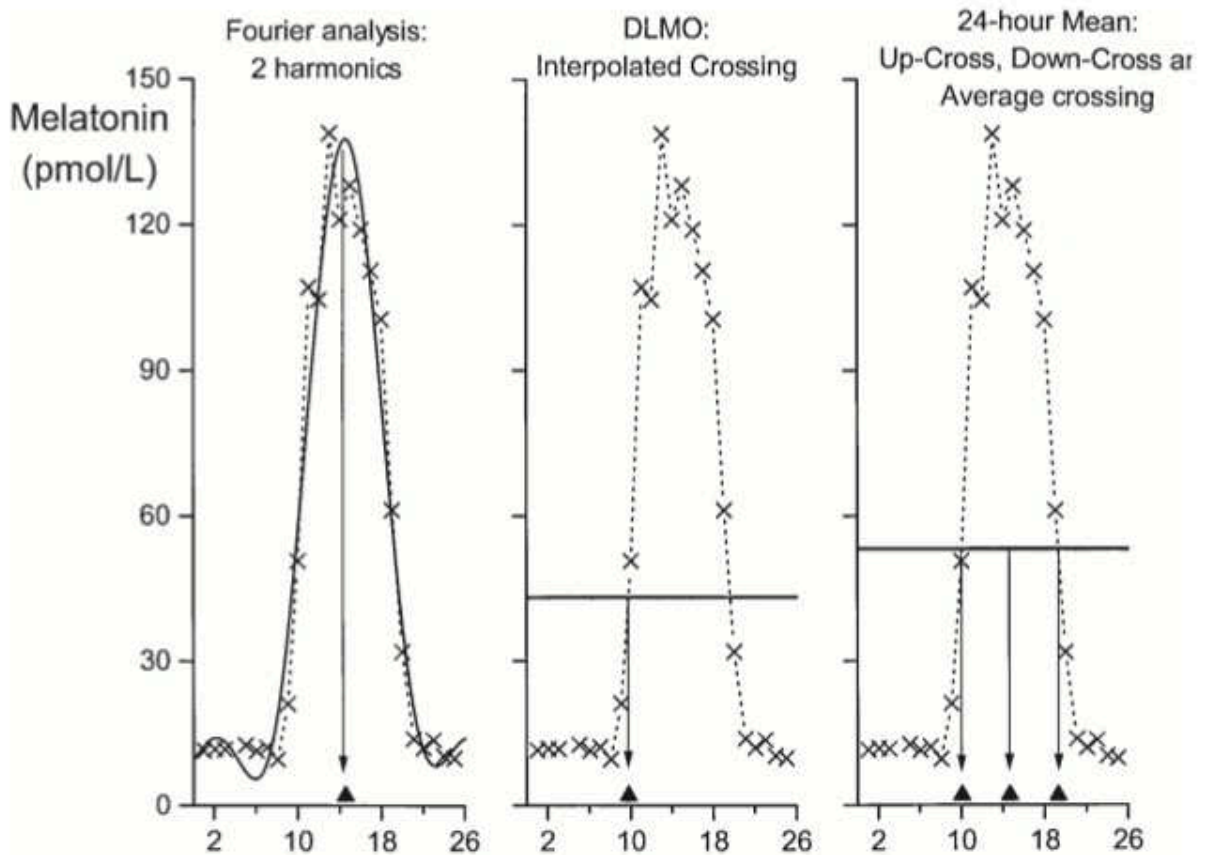 Fourier analysis:
2 harmonics
DLMO:
Interpolated Crossing
24-hour Mean:
Up-Cross, Down-Cross ar
Average crossing
Melatonin
(pmol/L)
150
120
90
60
30
0
2 10 18 26
2 10 18 26
2 10 18 26